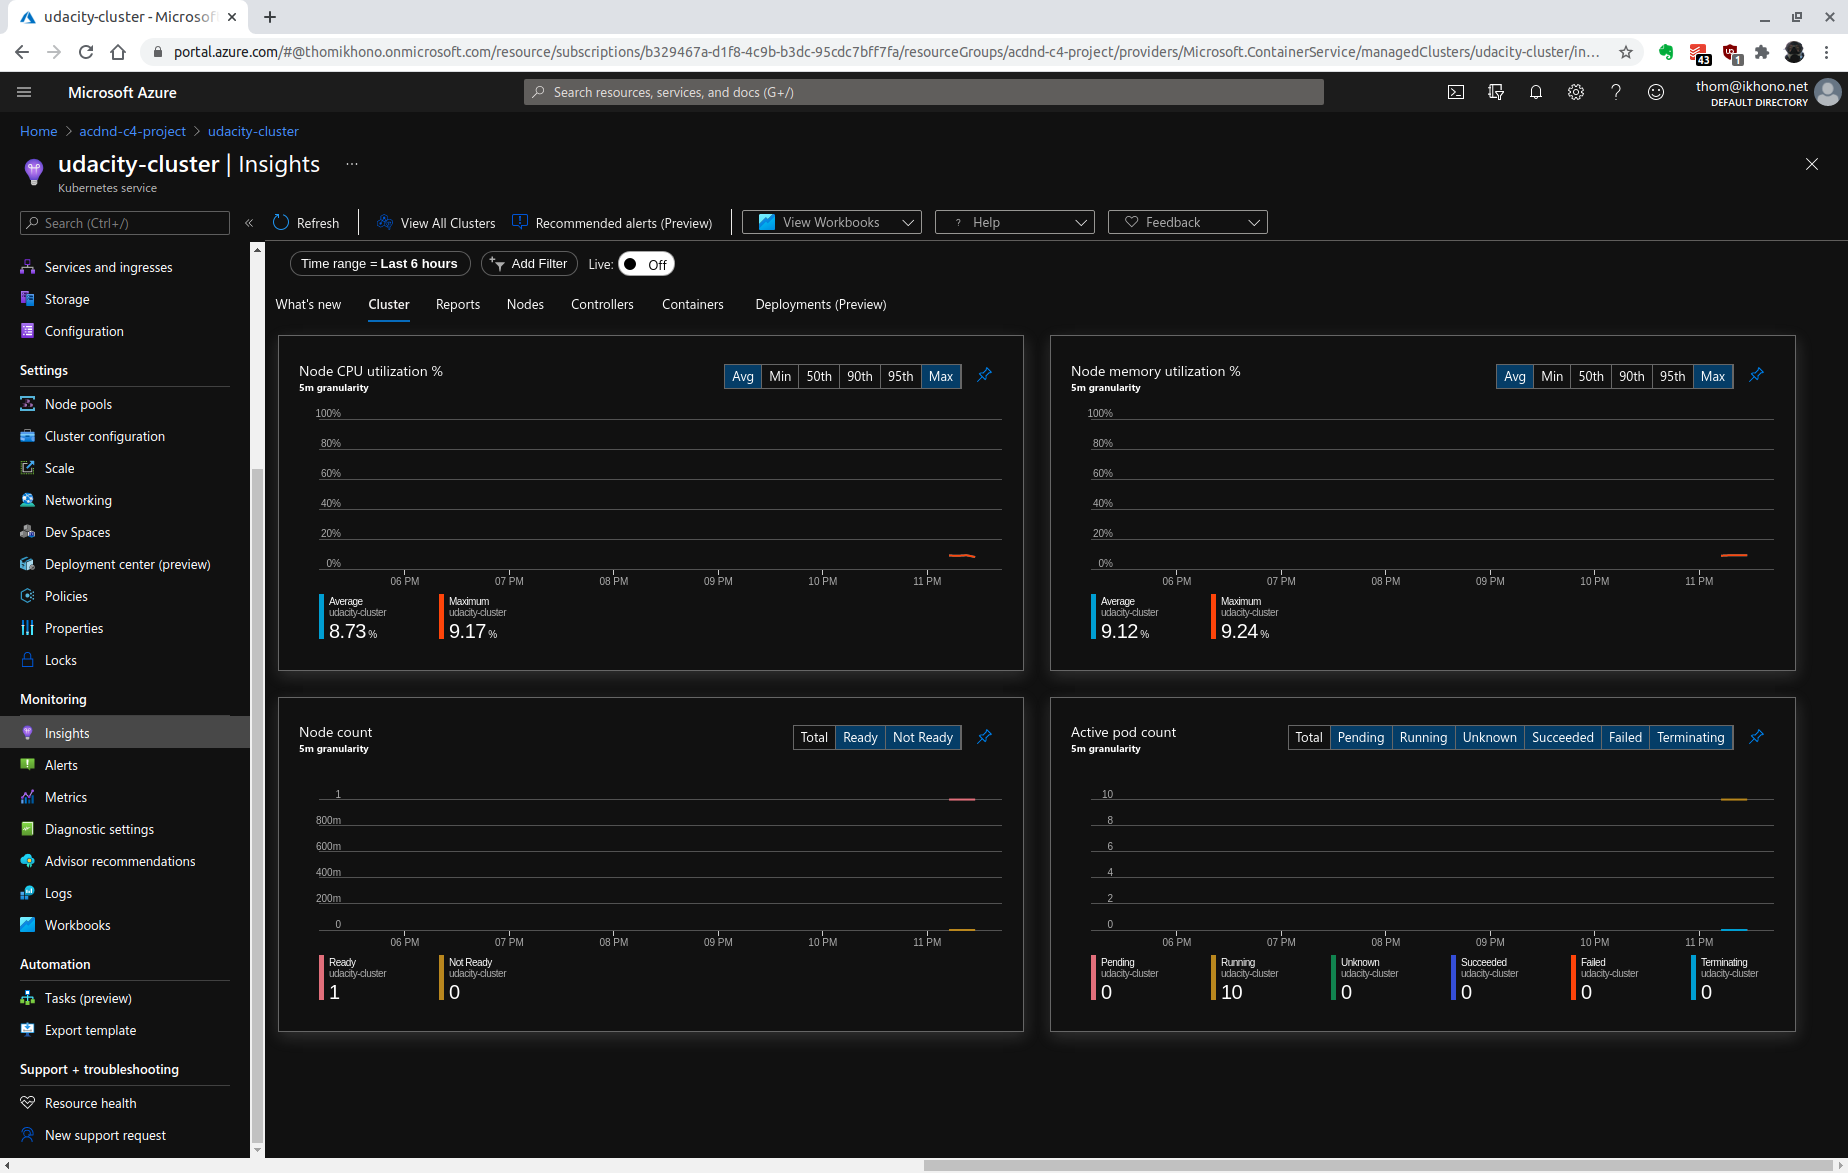 udacity-cluster - Microsof
portal.azure.com/#@thomikhono.onmicrosoft.com/resource/subscriptions/b329467a-d1f8-4c9b-b3dc-95cdc7bff7fa/resourceGroups/acdnd-c4-project/providers/Microsoft.ContainerService/managedClusters/udacity-cluster/in...
43
1
Microsoft Azure
Search resources, services, and docs (G+/)
thom@ikhono.net
DEFAULT DIRECTORY
Home > acdnd-c4-project > udacity-cluster
udacity-cluster | Insights ...
Kubernetes service
Search (Ctrl+/)
Refresh
View All Clusters
Recommended alerts (Preview)
View Workbooks
? Help
Feedback
Services and ingresses
Storage
Configuration
Settings
Node pools
Cluster configuration
Scale
Networking
Dev Spaces
Deployment center (preview)
Policies
Properties
Locks
Monitoring
Insights
Alerts
Metrics
Diagnostic settings
Advisor recommendations
Logs
Workbooks
Automation
Tasks (preview)
Export template
Support + troubleshooting
Resource health
New support request
Time range = Last 6 hours
Add Filter
Live: Off
What's new Cluster Reports Nodes Controllers Containers Deployments (Preview)
Node CPU utilization %
5m granularity
Avg Min 50th 90th 95th Max
100%
80%
60%
40%
20%
0%
06 PM 07 PM 08 PM 09 PM 10 PM 11 PM
Average
udacity-cluster
8.73 %
Maximum
udacity-cluster
9.17 %
Node memory utilization %
5m granularity
Avg Min 50th 90th 95th Max
100%
80%
60%
40%
20%
0%
06 PM 07 PM 08 PM 09 PM 10 PM 11 PM
Average
udacity-cluster
9.12 %
Maximum
udacity-cluster
9.24 %
Node count
5m granularity
Total Ready Not Ready
1
800m
600m
400m
200m
0
06 PM 07 PM 08 PM 09 PM 10 PM 11 PM
Ready
udacity-cluster
1
Not Ready
udacity-cluster
0
Active pod count
5m granularity
Total Pending Running Unknown Succeeded Failed Terminating
10
8
6
4
2
0
06 PM 07 PM 08 PM 09 PM 10 PM 11 PM
Pending
udacity-cluster
0
Running
udacity-cluster
10
Unknown
udacity-cluster
0
Succeeded
udacity-cluster
0
Failed
udacity-cluster
0
Terminating
udacity-cluster
0